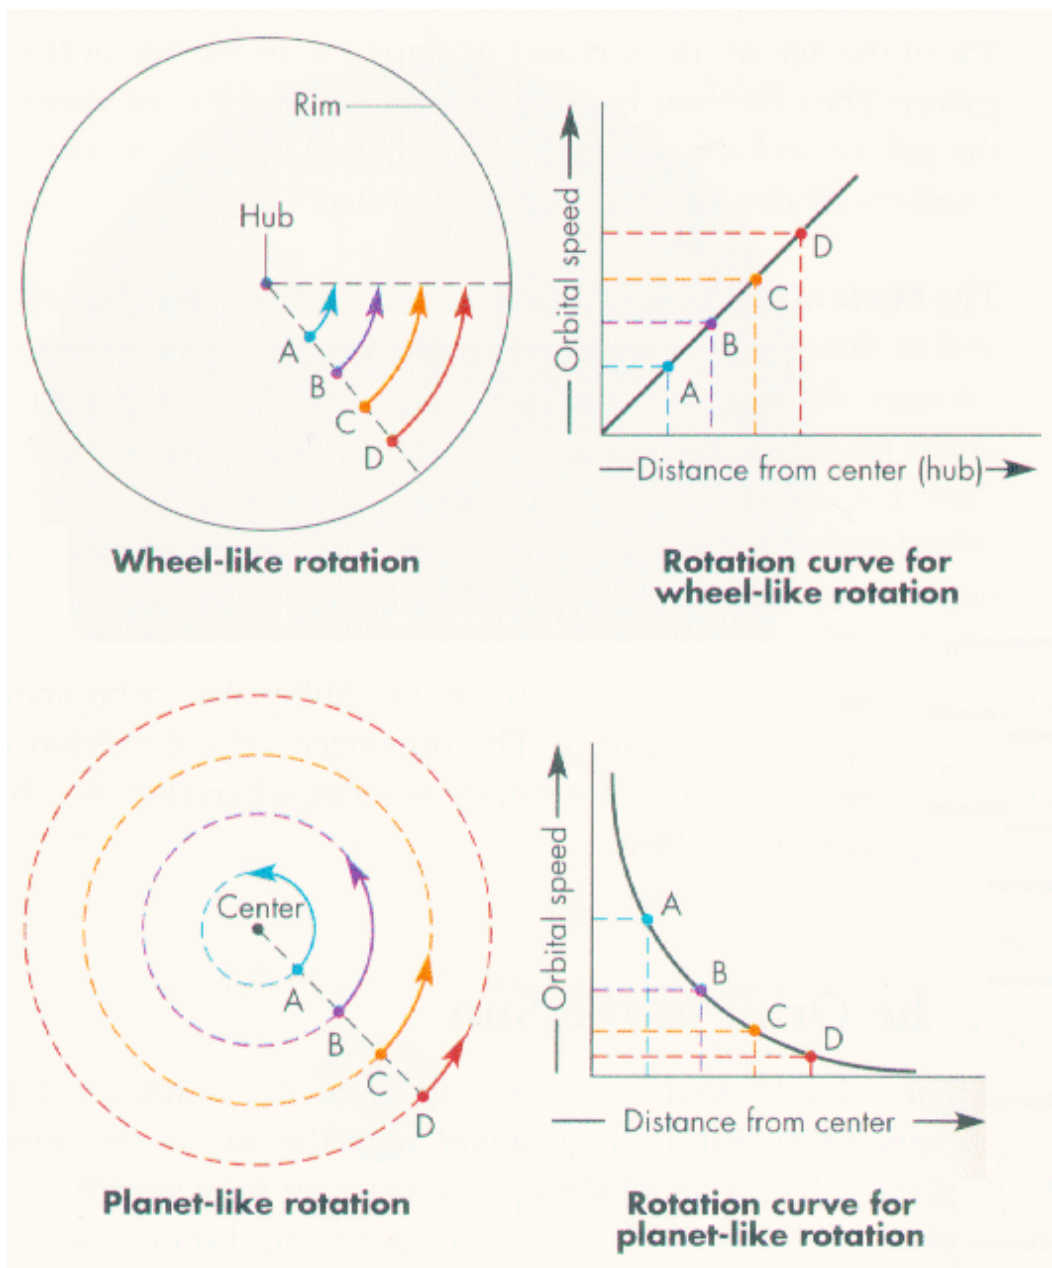 Rim
Hub
A
B
C
D
Wheel-like rotation
Orbital speed
A
B
C
D
Distance from center (hub)
Rotation curve for
wheel-like rotation
Center
A
B
C
D
Planet-like rotation
Orbital speed
A
B
C
D
Distance from center
Rotation curve for
planet-like rotation